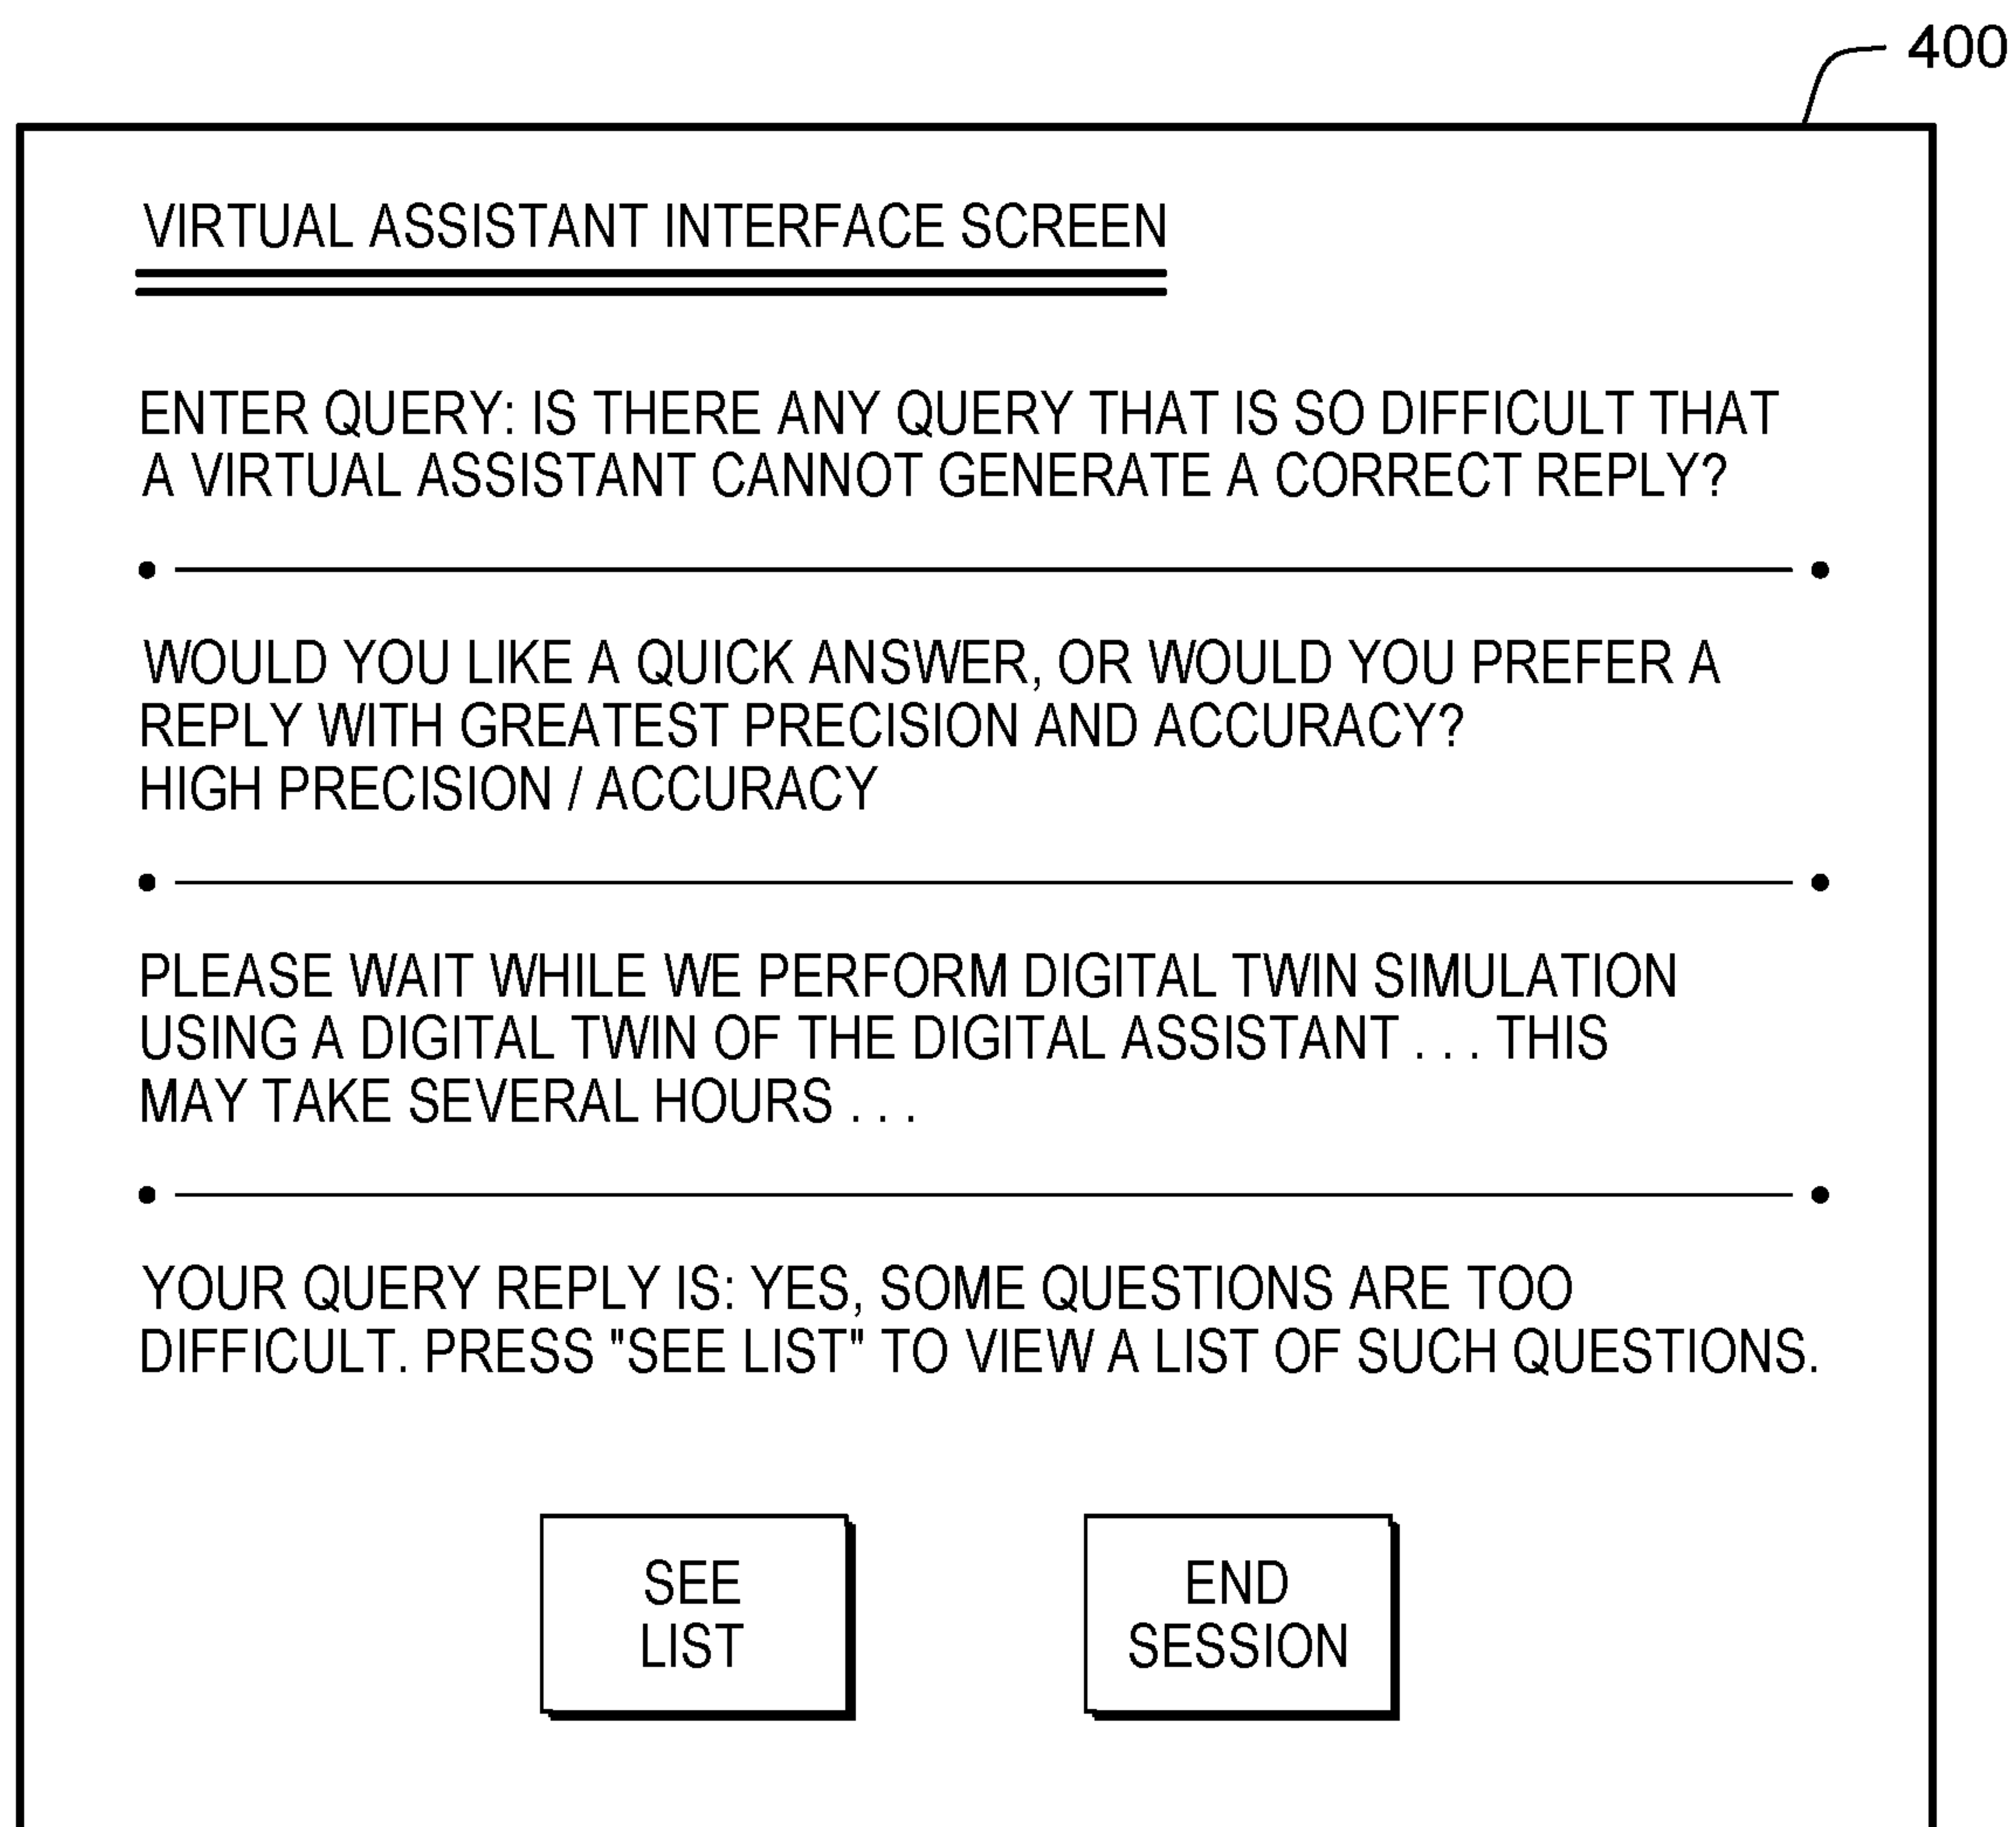 400
VIRTUAL ASSISTANT INTERFACE SCREEN
ENTER QUERY: IS THERE ANY QUERY THAT IS SO DIFFICULT THAT
A VIRTUAL ASSISTANT CANNOT GENERATE A CORRECT REPLY?
WOULD YOU LIKE A QUICK ANSWER, OR WOULD YOU PREFER A
REPLY WITH GREATEST PRECISION AND ACCURACY?
HIGH PRECISION / ACCURACY
PLEASE WAIT WHILE WE PERFORM DIGITAL TWIN SIMULATION
USING A DIGITAL TWIN OF THE DIGITAL ASSISTANT . . . THIS
MAY TAKE SEVERAL HOURS . . .
YOUR QUERY REPLY IS: YES, SOME QUESTIONS ARE TOO
DIFFICULT. PRESS "SEE LIST" TO VIEW A LIST OF SUCH QUESTIONS.
SEE
LIST
END
SESSION